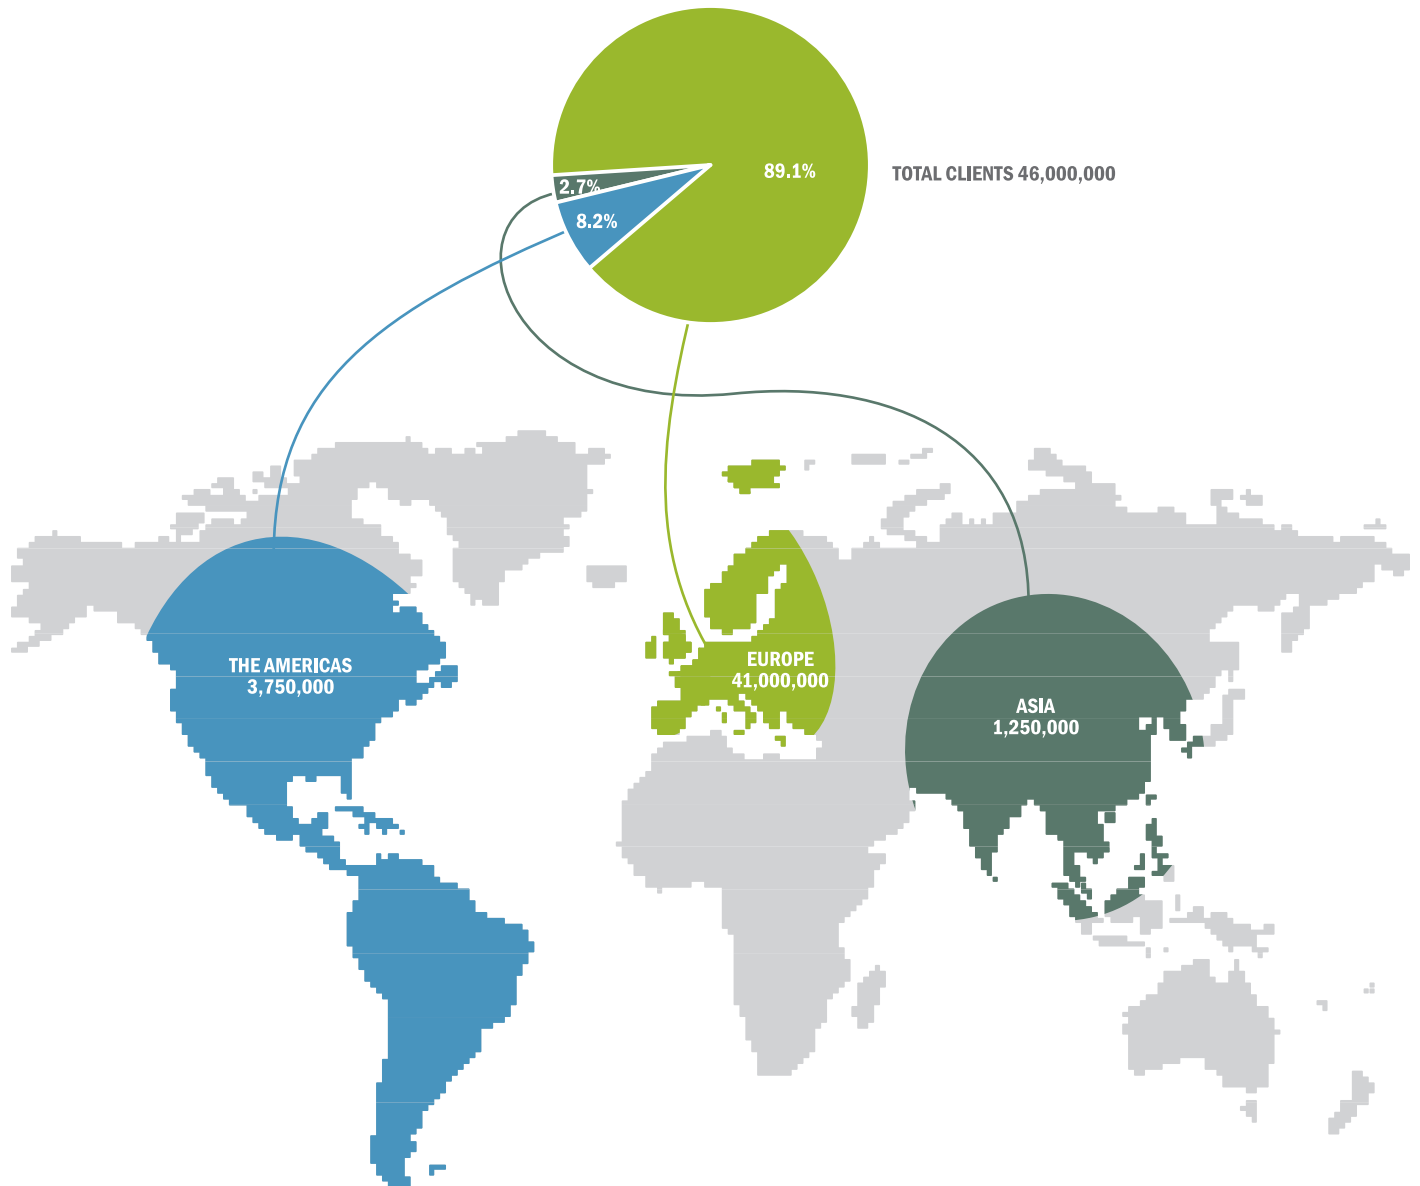 89.1%
TOTAL CLIENTS 46,000,000
2.7%
8.2%
THE AMERICAS
3,750,000
EUROPE
41,000,000
ASIA
1,250,000